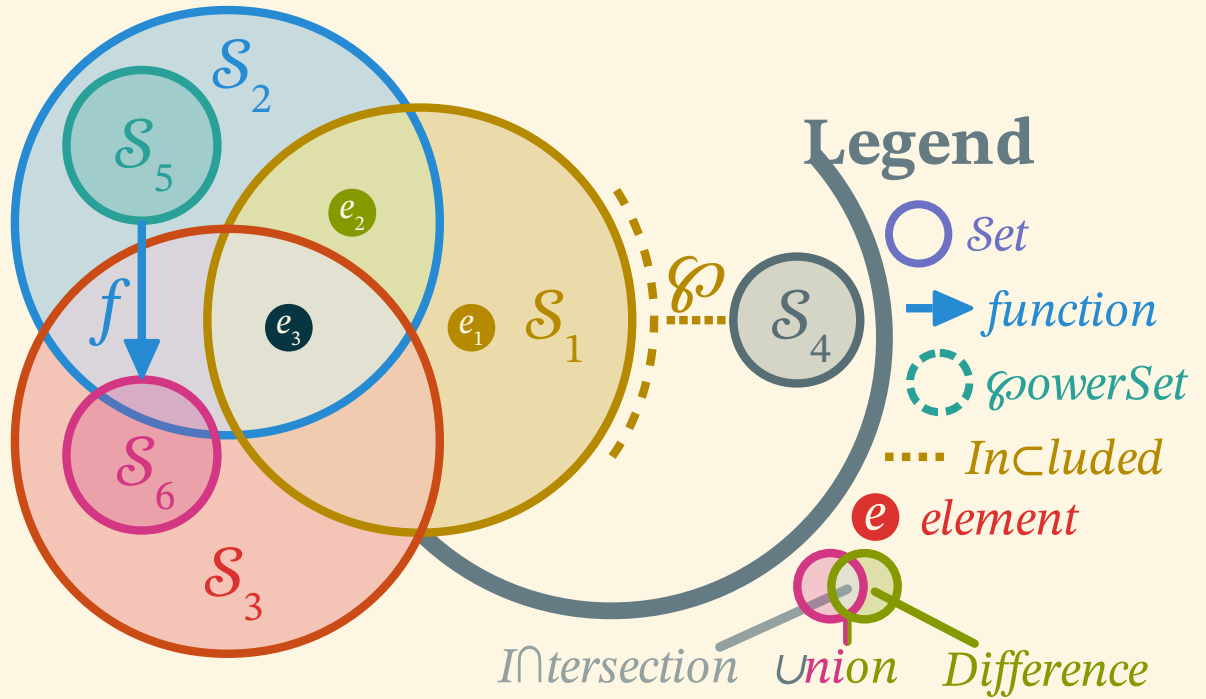 𝒮2
𝒮5
e2
f
e3
e1
𝒮1
℘
𝒮4
𝒮6
𝒮3
Legend
𝒮et
function
℘owerSet
In⊂luded
e element
I∩tersection
∪nion
Difference